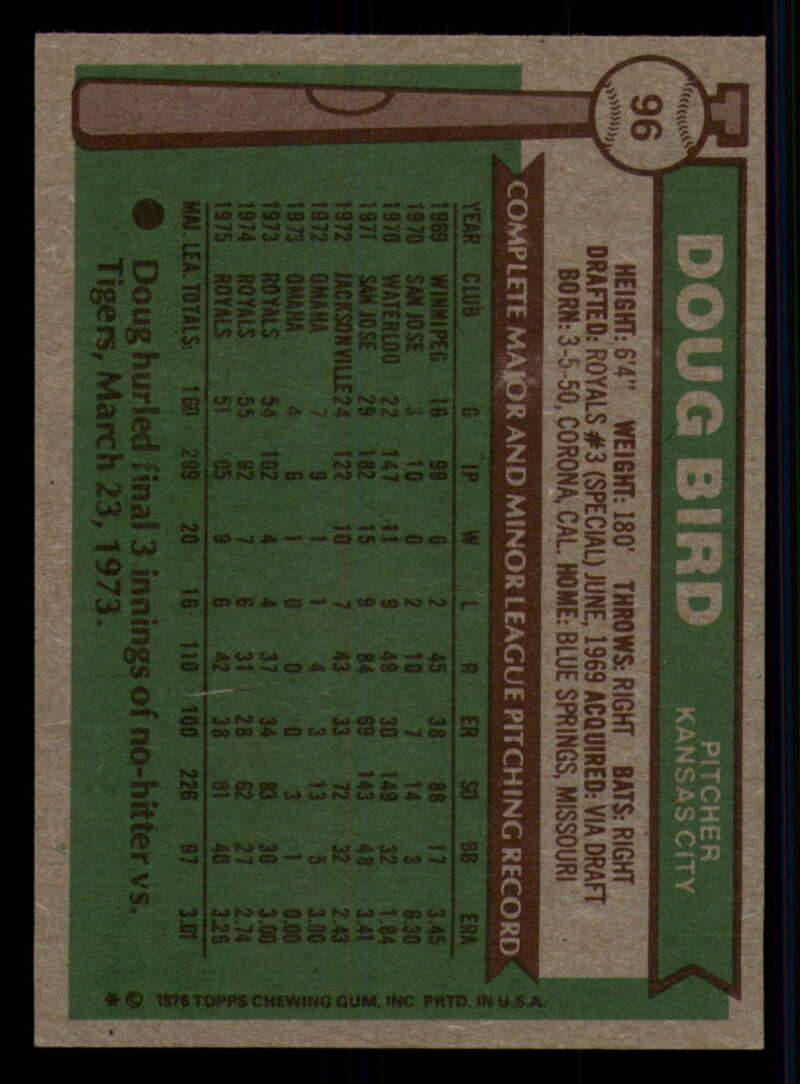 96
DOUG BIRD
PITCHER
KANSAS CITY
HEIGHT: 6'4" WEIGHT: 180' THROWS: RIGHT BATS: RIGHT
DRAFTED: ROYALS #3 (SPECIAL) JUNE, 1969 ACQUIRED: VIA DRAFT
BORN: 3-5-50, CORONA, CAL. HOME: BLUE SPRINGS, MISSOURI
COMPLETE MAJOR AND MINOR LEAGUE PITCHING RECORD
YEAR CLUB G IP W L R ER SO BB ERA
1969 WINNIPEG 16 99 6 2 45 38 88 17 3.45
1970 SAN JOSE 3 10 0 2 10 7 14 3 6.30
1970 WATERLOO 22 147 11 9 49 30 149 32 1.84
1971 SAN JOSE 29 182 15 9 84 69 143 48 3.41
1972 JACKSONVILLE 24 122 10 7 43 33 72 32 2.43
1972 OMAHA 7 9 1 1 4 3 13 5 3.00
1973 OMAHA 4 6 1 0 0 0 3 1 0.00
1973 ROYALS 54 102 4 4 37 34 83 30 3.00
1974 ROYALS 55 92 7 6 31 28 62 27 2.74
1975 ROYALS 51 105 9 6 42 38 81 40 3.26
MAJ. LEA. TOTALS: 160 299 20 16 110 100 226 97 3.01
● Doug hurled final 3 innings of no-hitter vs.
Tigers, March 23, 1973.
* © 1976 TOPPS CHEWING GUM, INC PRTD. IN U.S.A.